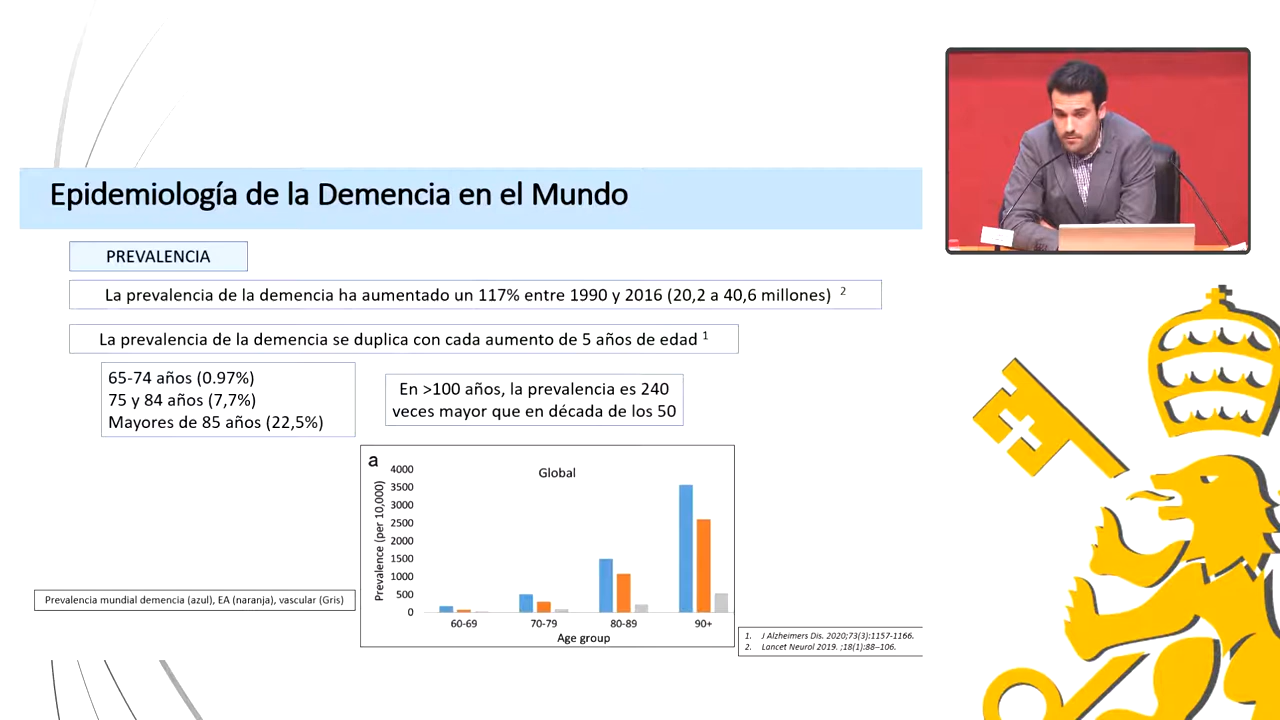 Epidemiología de la Demencia en el Mundo
PREVALENCIA
La prevalencia de la demencia ha aumentado un 117% entre 1990 y 2016 (20,2 a 40,6 millones) 2
La prevalencia de la demencia se duplica con cada aumento de 5 años de edad 1
65-74 años (0.97%)
75 y 84 años (7,7%)
Mayores de 85 años (22,5%)
En >100 años, la prevalencia es 240
veces mayor que en década de los 50
a
Global
Prevalence (per 10,000)
4000
3500
3000
2500
2000
1500
1000
500
0
60-69 70-79 80-89 90+
Age group
Prevalencia mundial demencia (azul), EA (naranja), vascular (Gris)
1. J Alzheimers Dis. 2020;73(3):1157-1166.
2. Lancet Neurol 2019. ;18(1):88–106.